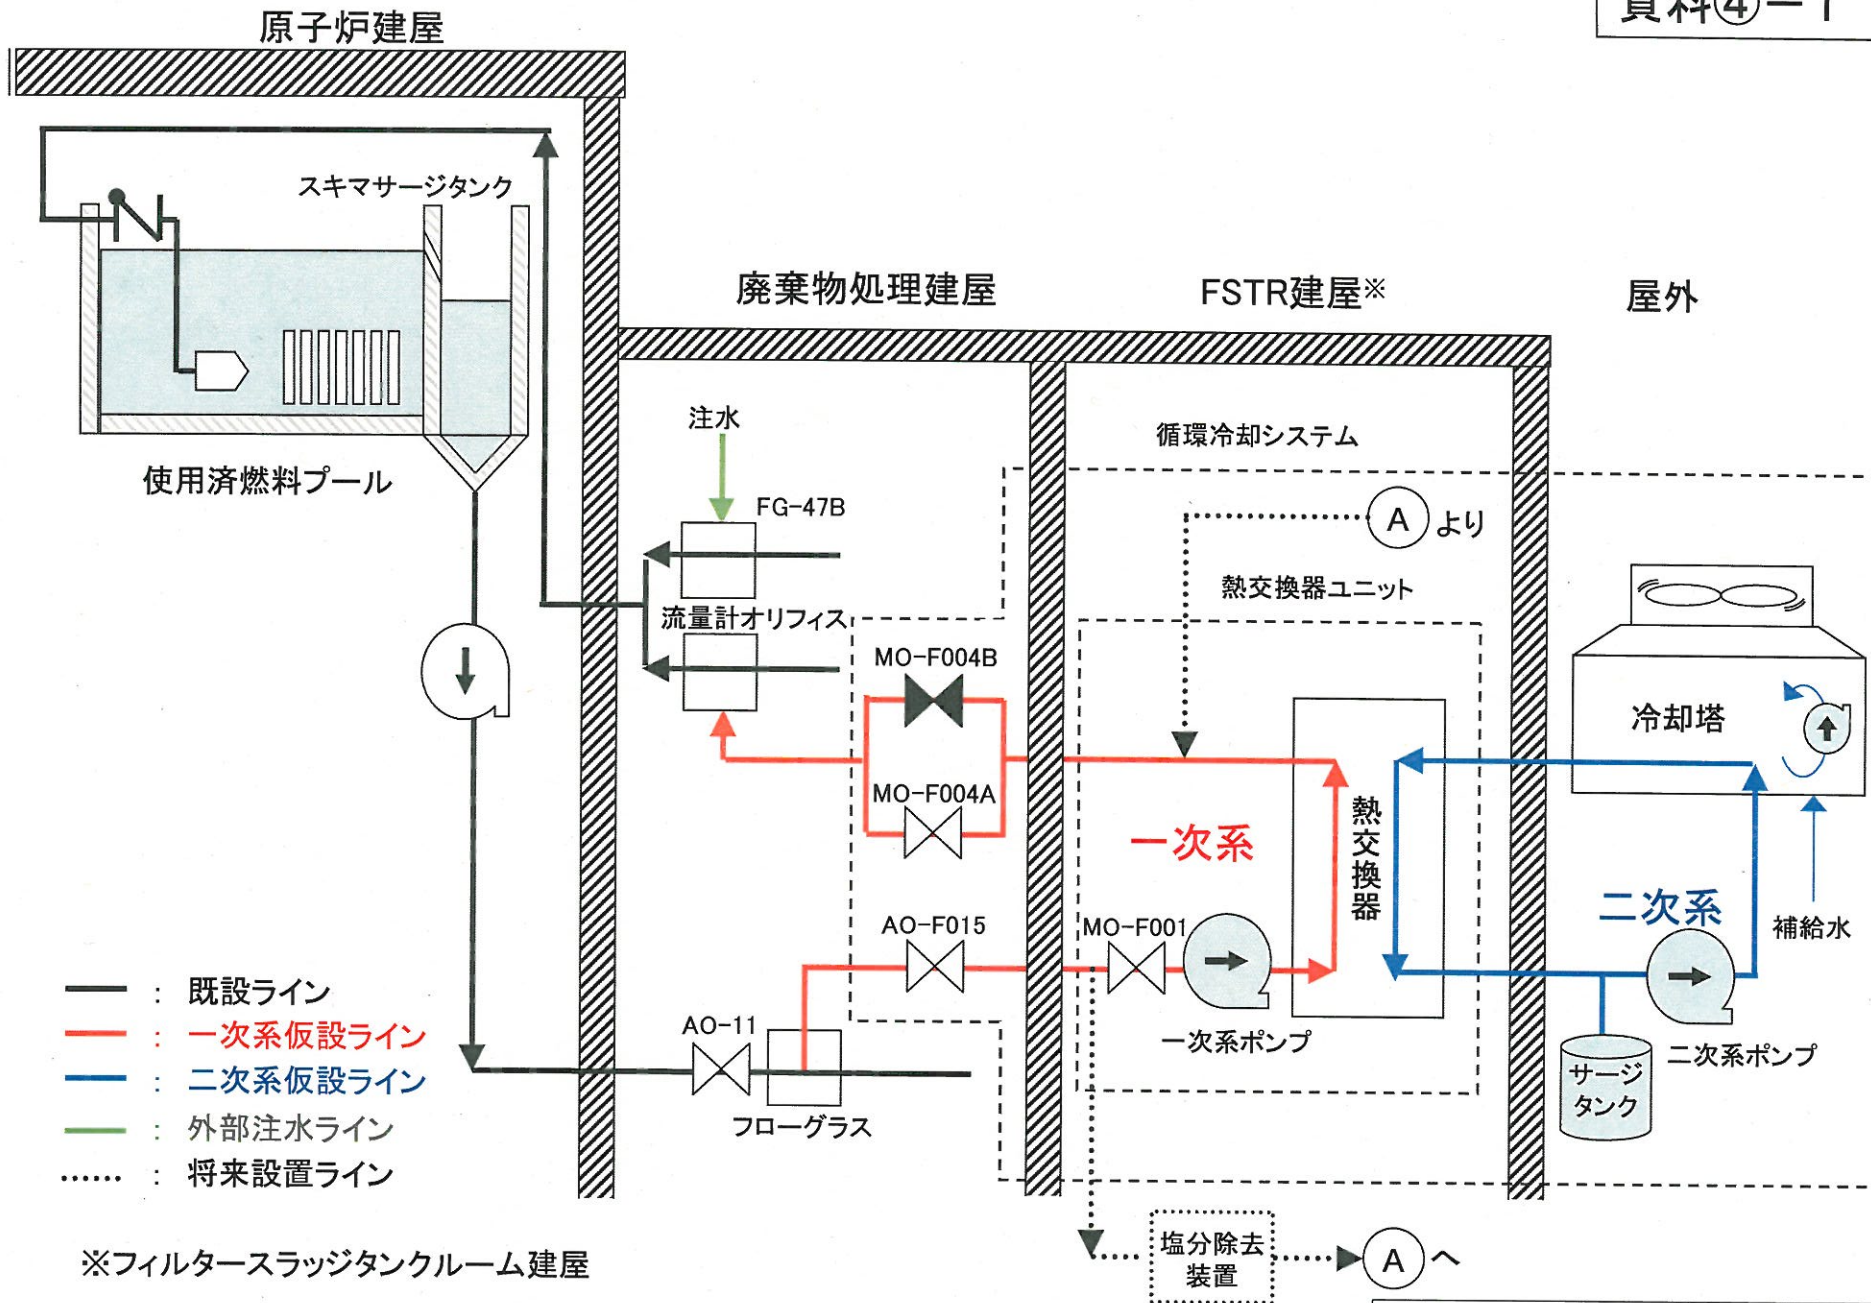 資料④－1
原子炉建屋
スキマサージタンク
廃棄物処理建屋
FSTR建屋※
屋外
使用済燃料プール
注水
FG-47B
循環冷却システム
Aより
熱交換器ユニット
流量計オリフィス
MO-F004B
冷却塔
MO-F004A
一次系
熱交換器
二次系
補給水
AO-F015
MO-F001
一次系ポンプ
二次系ポンプ
サージ
タンク
AO-11
フローグラス
： 既設ライン
： 一次系仮設ライン
： 二次系仮設ライン
： 外部注水ライン
： 将来設置ライン
※フィルタースラッジタンクルーム建屋
塩分除去
装置
Aへ